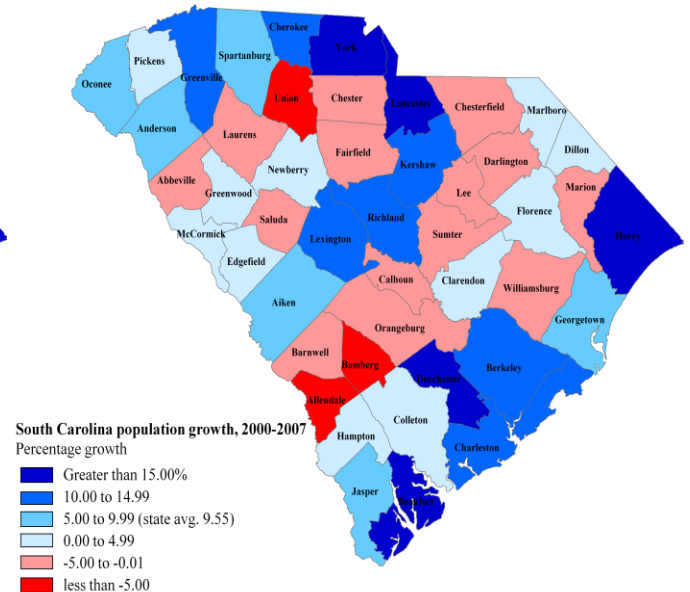 Cherokee
York
Spartanburg
Pickens
Oconee
Greenville
Union
Chester
Lancaster
Chesterfield
Marlboro
Anderson
Laurens
Fairfield
Kershaw
Darlington
Dillon
Newberry
Abbeville
Greenwood
Lee
Marion
Florence
Saluda
Richland
McCormick
Lexington
Sumter
Horry
Edgefield
Calhoun
Clarendon
Williamsburg
Aiken
Orangeburg
Georgetown
Barnwell
Bamberg
Berkeley
Dorchester
Allendale
Colleton
Hampton
Charleston
Jasper
Beaufort
South Carolina population growth, 2000-2007
Percentage growth
Greater than 15.00%
10.00 to 14.99
5.00 to 9.99 (state avg. 9.55)
0.00 to 4.99
-5.00 to -0.01
less than -5.00